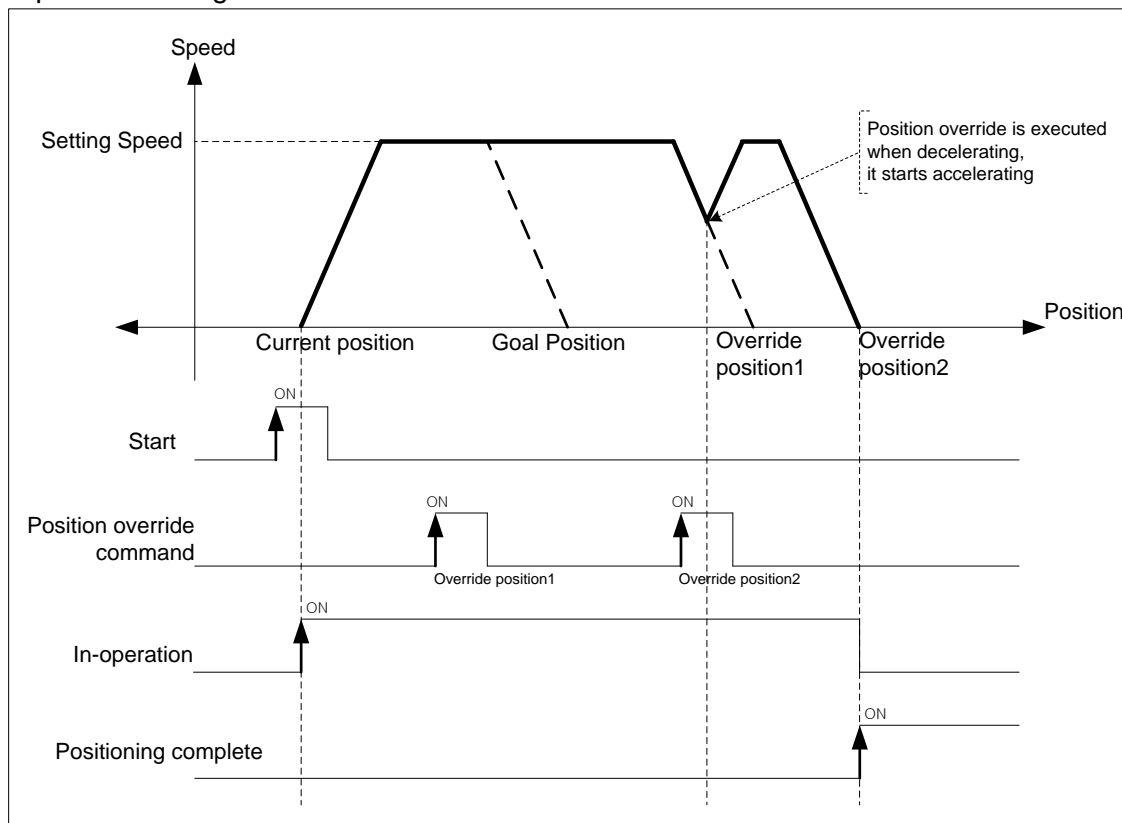 Speed
Setting Speed
Position override is executed
when decelerating,
it starts accelerating
Position
Current position
Goal Position
Override
position1
Override
position2
ON
Start
ON
ON
Position override
command
Override position1
Override position2
ON
In-operation
ON
Positioning complete